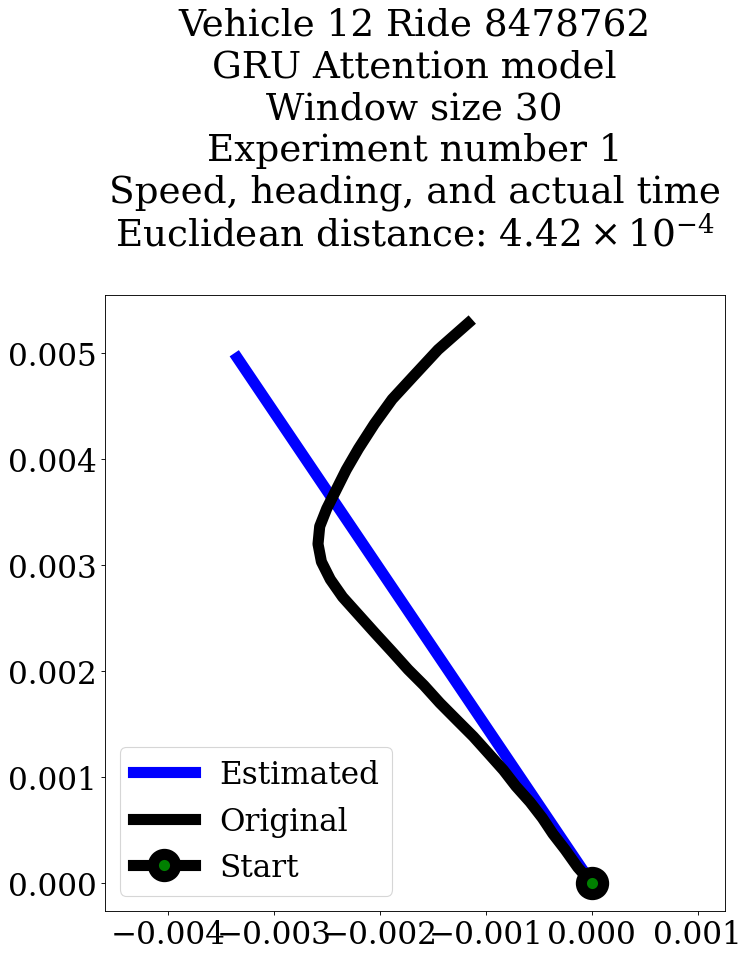 Vehicle 12 Ride 8478762
GRU Attention model
Window size 30
Experiment number 1
Speed, heading, and actual time
Euclidean distance: 4.42 × 10⁻⁴
0.005
0.004
0.003
0.002
0.001
0.000
Estimated
Original
Start
−0.004 −0.003 −0.002 −0.001 0.000 0.001